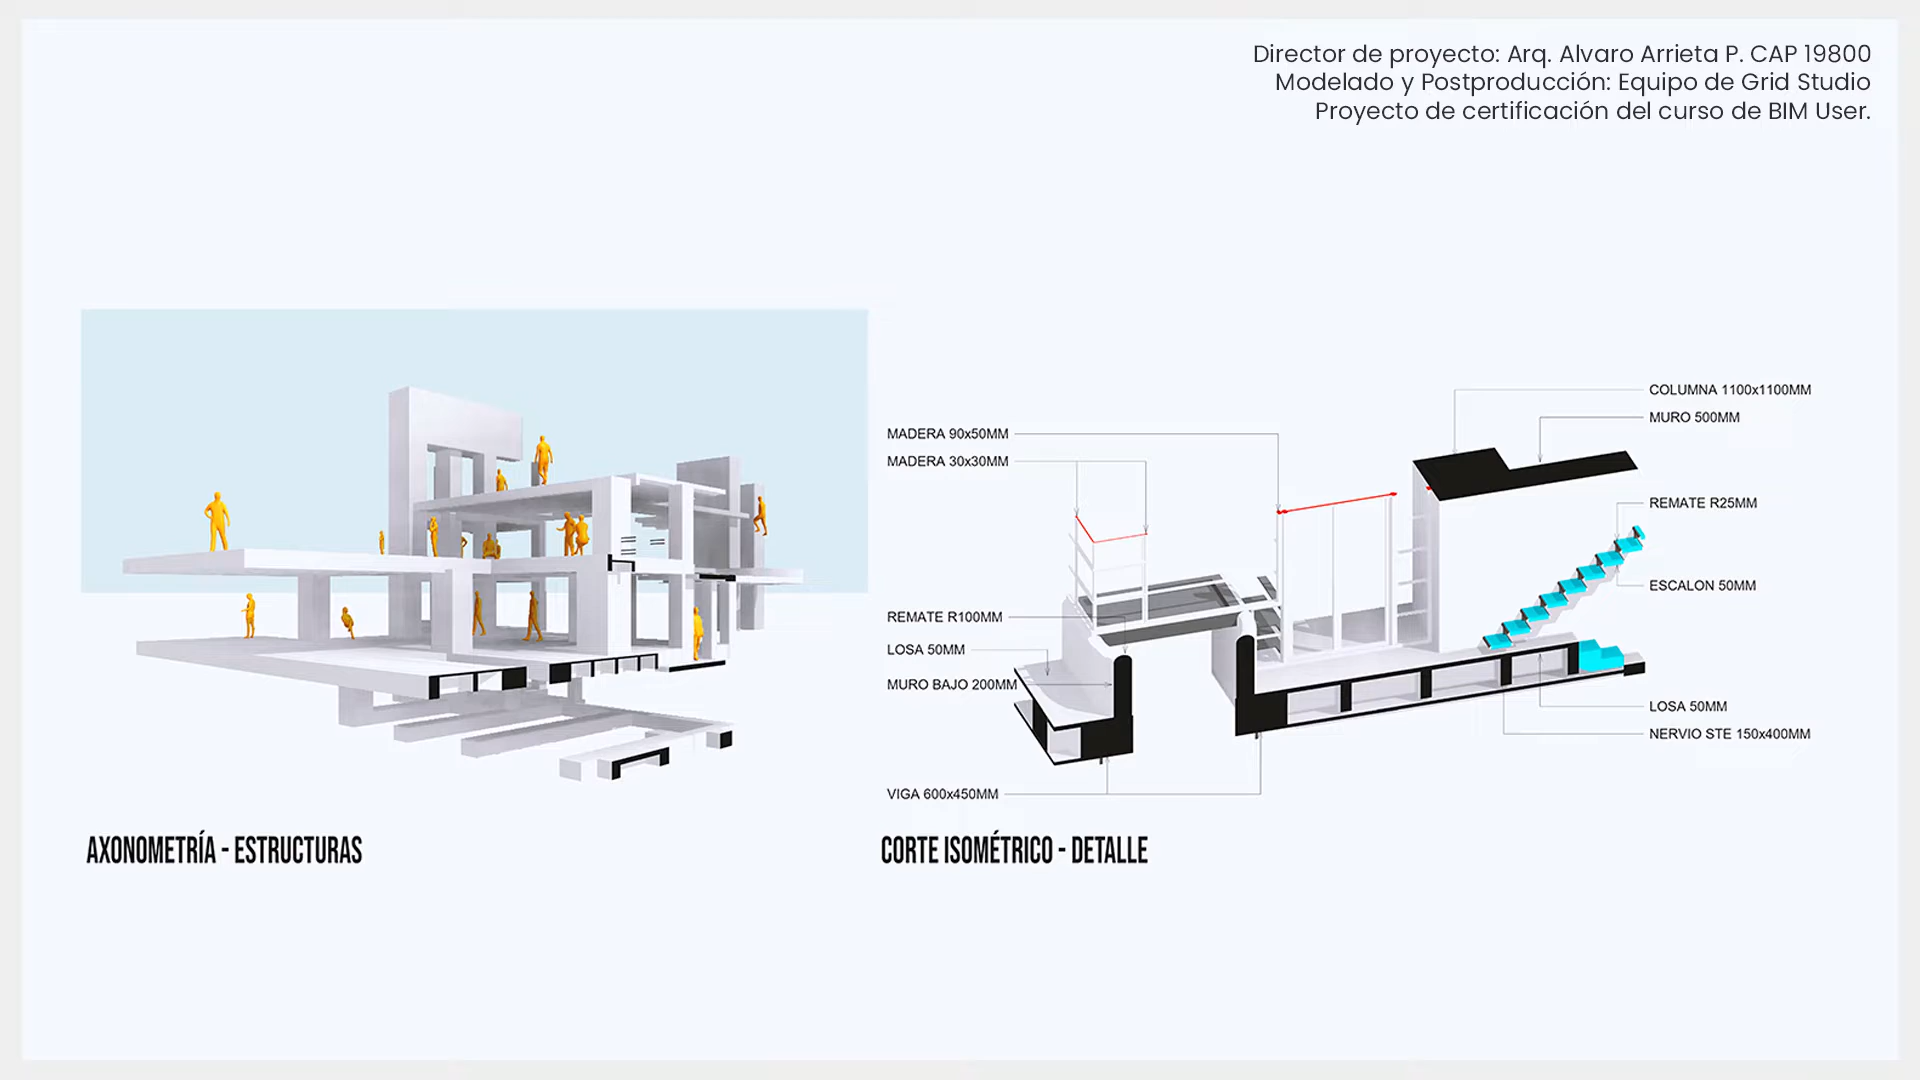 Director de proyecto: Arq. Alvaro Arrieta P. CAP 19800
Modelado y Postproducción: Equipo de Grid Studio
Proyecto de certificación del curso de BIM User.
MADERA 90x50MM
MADERA 30x30MM
REMATE R100MM
LOSA 50MM
MURO BAJO 200MM
VIGA 600x450MM
COLUMNA 1100x1100MM
MURO 500MM
REMATE R25MM
ESCALON 50MM
LOSA 50MM
NERVIO STE 150x400MM
AXONOMETRÍA - ESTRUCTURAS
CORTE ISOMÉTRICO - DETALLE